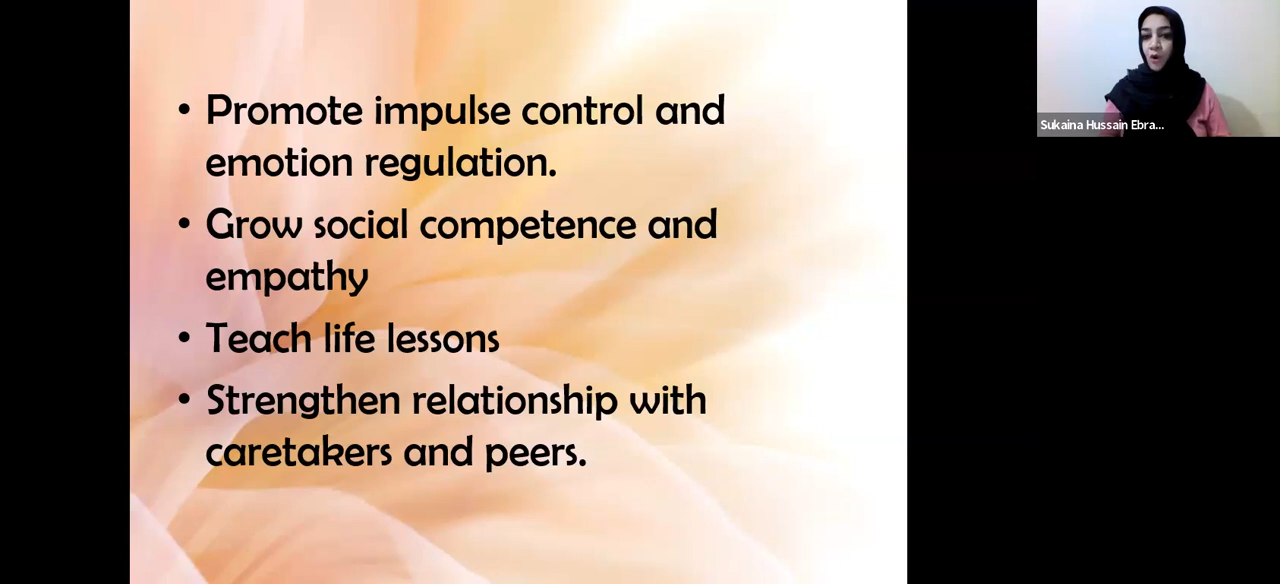 • Promote impulse control and
emotion regulation.
• Grow social competence and
empathy
• Teach life lessons
• Strengthen relationship with
caretakers and peers.
Sukaina Hussain Ebra...